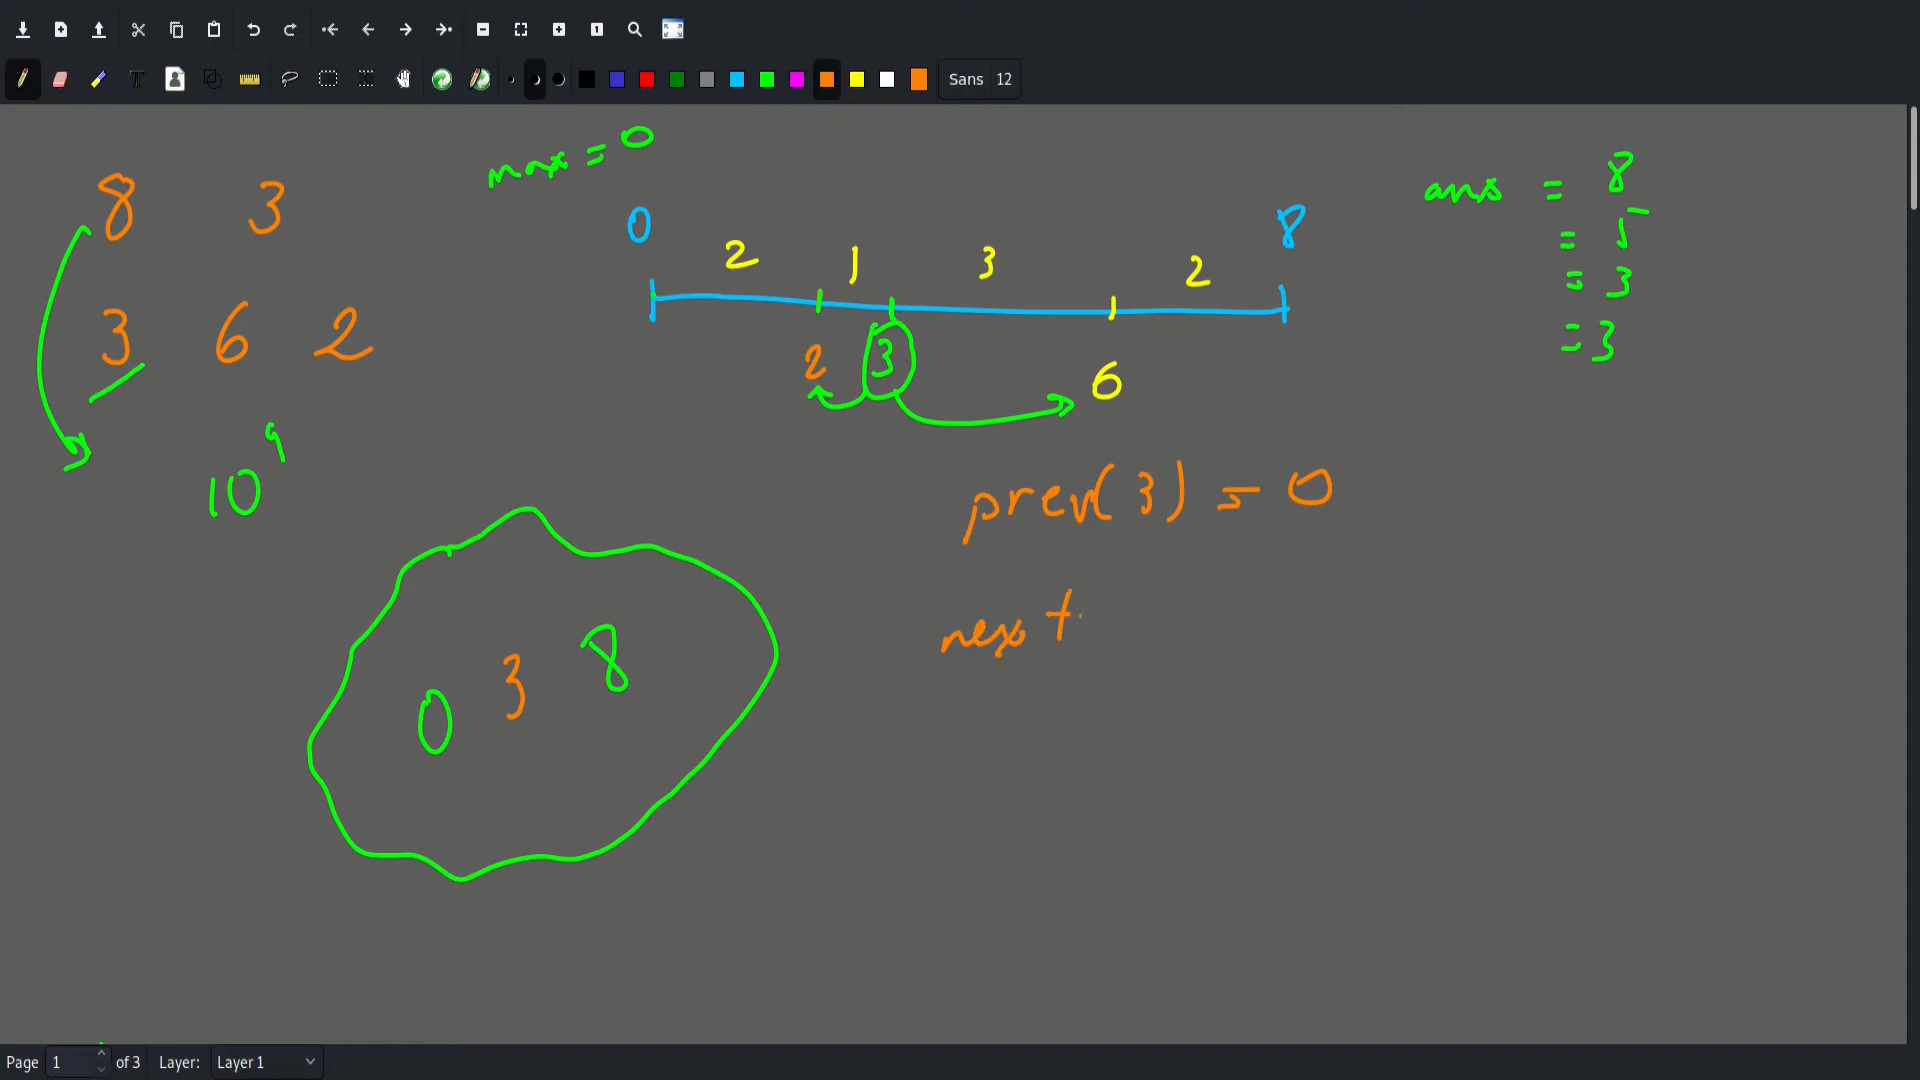 Sans 12
max = 0
8 3
0 8
ans = 8
2 1 3 2
= 5
= 3
3 6 2
2 3 6
= 3
10^9
prev(3) = 0
next
0 3 8
Page 1 of 3 Layer: Layer 1